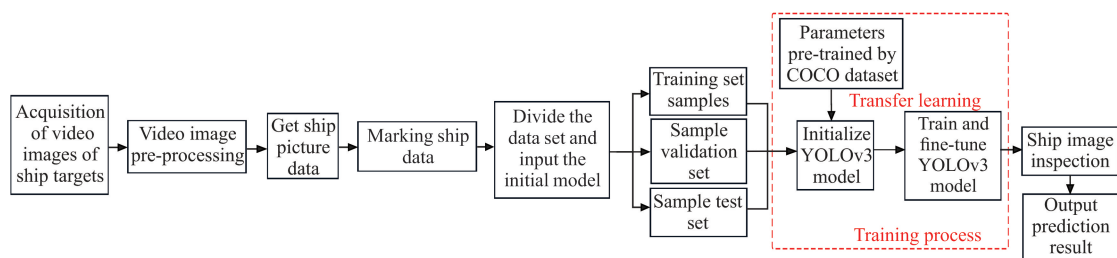 Acquisition
of video
images of
ship targets
Video image
pre-processing
Get ship
picture
data
Marking ship
data
Divide the
data set and
input the
initial model
Training set
samples
Sample
validation
set
Sample test
set
Parameters
pre-trained by
COCO dataset
Transfer learning
Initialize
YOLOv3
model
Train and
fine-tune
YOLOv3
model
Training process
Ship image
inspection
Output
prediction
result